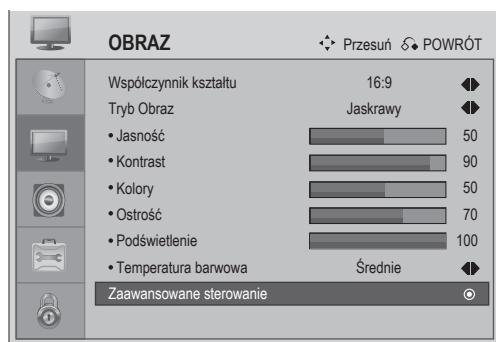 OBRAZ Przesuń POWRÓT
Współczynnik kształtu 16:9
Tryb Obraz Jaskrawy
• Jasność 50
• Kontrast 90
• Kolory 50
• Ostrość 70
• Podświetlenie 100
• Temperatura barwowa Średnie
Zaawansowane sterowanie